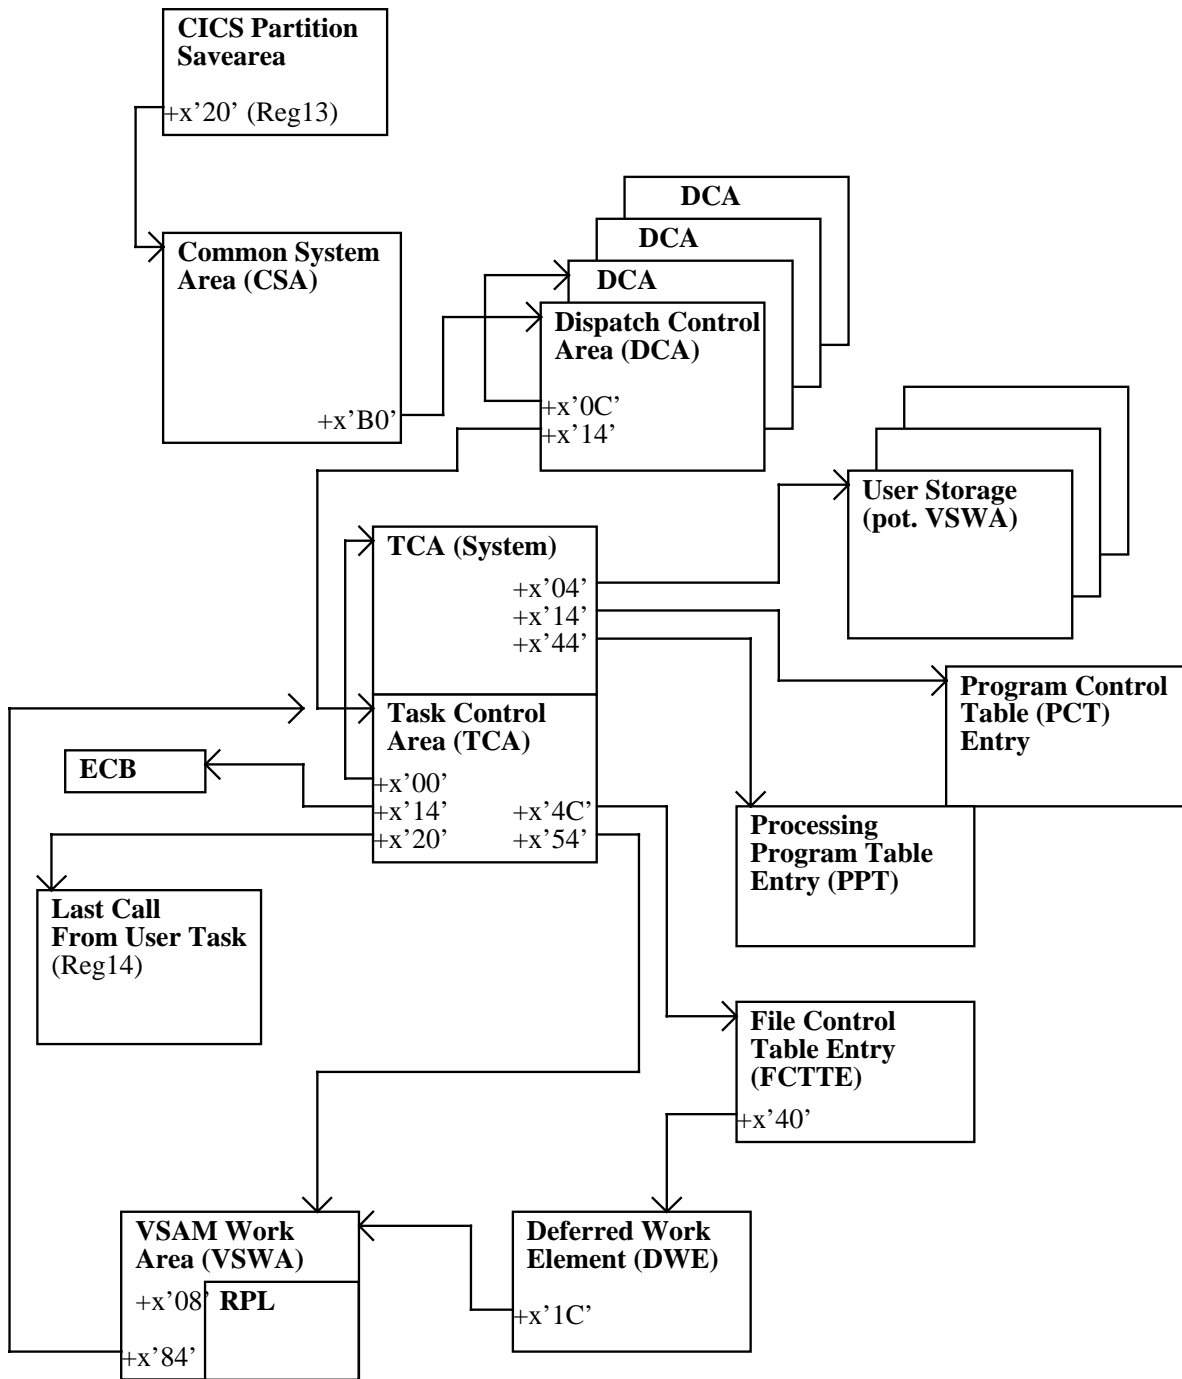 CICS Partition
Savearea
+x’20’ (Reg13)
DCA
DCA
DCA
Common System
Area (CSA)
+x’B0’
Dispatch Control
Area (DCA)
+x’0C’
+x’14’
User Storage
(pot. VSWA)
TCA (System)
+x’04’
+x’14’
+x’44’
Program Control
Table (PCT)
Entry
Task Control
Area (TCA)
+x’00’
+x’14’ +x’4C’
+x’20’ +x’54’
ECB
Processing
Program Table
Entry (PPT)
Last Call
From User Task
(Reg14)
File Control
Table Entry
(FCTTE)
+x’40’
VSAM Work
Area (VSWA)
+x’08’ RPL
+x’84’
Deferred Work
Element (DWE)
+x’1C’